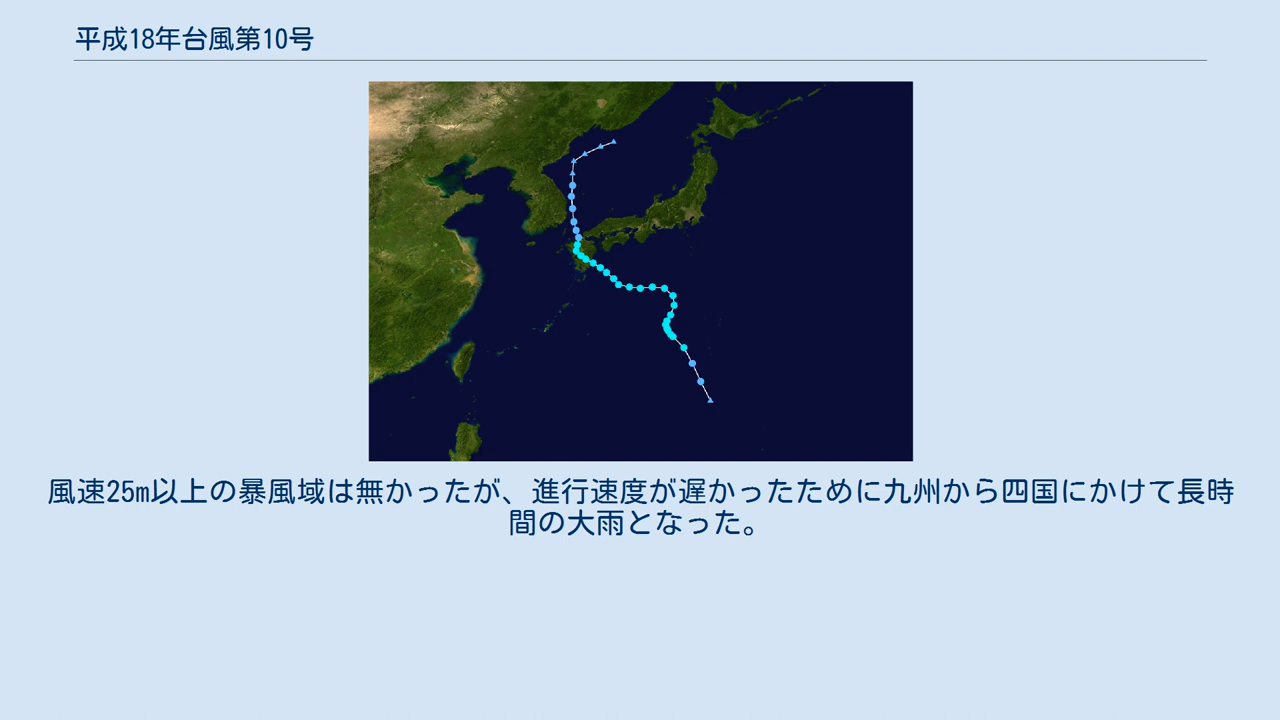 平成18年台風第10号
風速25m以上の暴風域は無かったが、進行速度が遅かったために九州から四国にかけて長時
間の大雨となった。